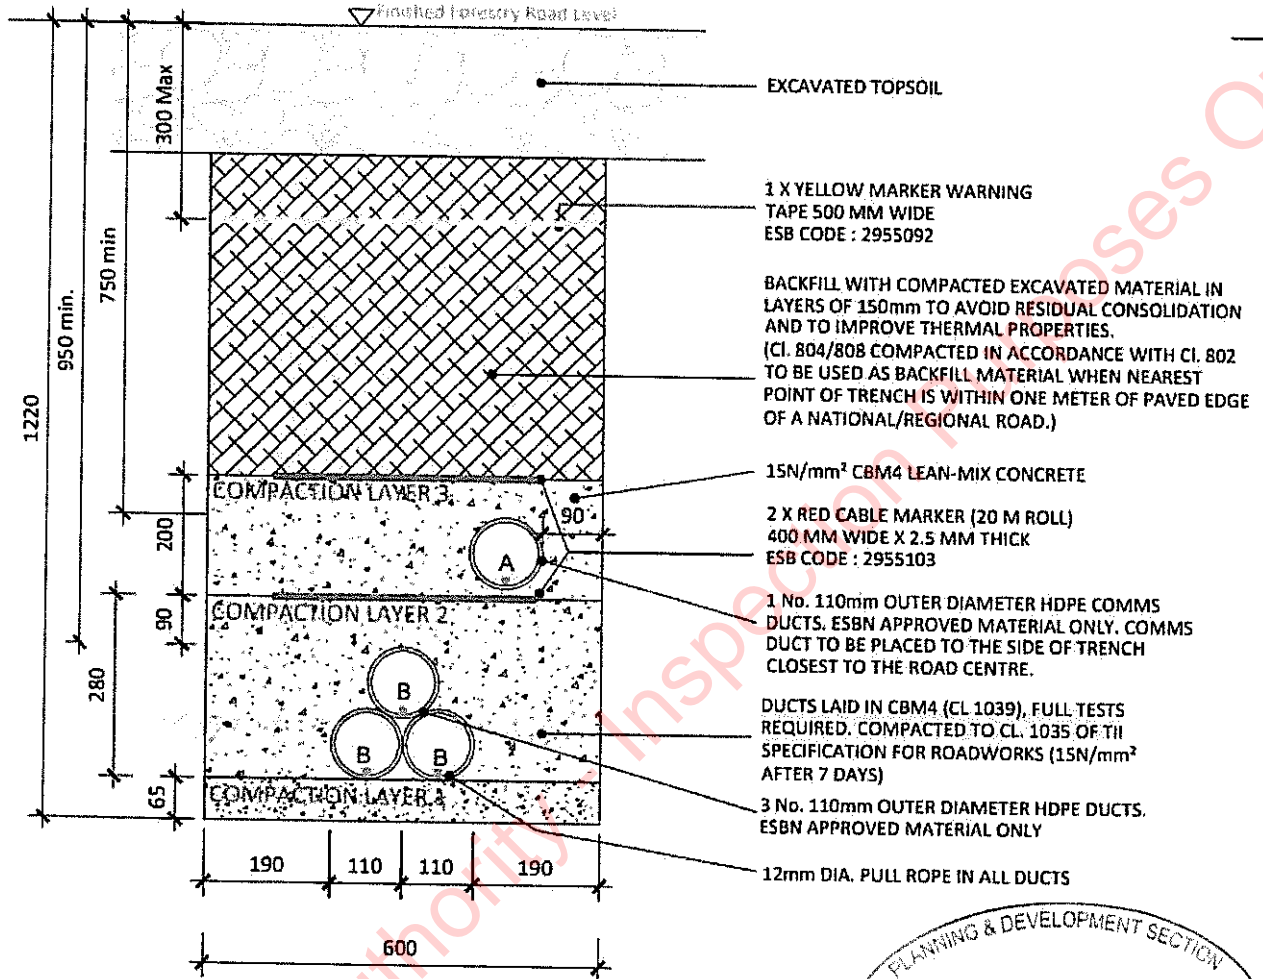 Finished Forestry Road Level
EXCAVATED TOPSOIL
300 Max
1 X YELLOW MARKER WARNING
TAPE 500 MM WIDE
ESB CODE : 2955092
750 min
950 min.
1220
BACKFILL WITH COMPACTED EXCAVATED MATERIAL IN
LAYERS OF 150mm TO AVOID RESIDUAL CONSOLIDATION
AND TO IMPROVE THERMAL PROPERTIES.
(Cl. 804/808 COMPACTED IN ACCORDANCE WITH Cl. 802
TO BE USED AS BACKFILL MATERIAL WHEN NEAREST
POINT OF TRENCH IS WITHIN ONE METER OF PAVED EDGE
OF A NATIONAL/REGIONAL ROAD.)
15N/mm² CBM4 LEAN-MIX CONCRETE
COMPACTION LAYER 3
200
90
A
2 X RED CABLE MARKER (20 M ROLL)
400 MM WIDE X 2.5 MM THICK
ESB CODE : 2955103
COMPACTION LAYER 2
90
280
1 No. 110mm OUTER DIAMETER HDPE COMMS
DUCTS. ESBN APPROVED MATERIAL ONLY. COMMS
DUCT TO BE PLACED TO THE SIDE OF TRENCH
CLOSEST TO THE ROAD CENTRE.
B
B
B
DUCTS LAID IN CBM4 (CL 1039), FULL TESTS
REQUIRED. COMPACTED TO CL. 1035 OF TII
SPECIFICATION FOR ROADWORKS (15N/mm²
AFTER 7 DAYS)
65
COMPACTION LAYER 1
3 No. 110mm OUTER DIAMETER HDPE DUCTS.
ESBN APPROVED MATERIAL ONLY
12mm DIA. PULL ROPE IN ALL DUCTS
190
110
110
190
600
PLANNING & DEVELOPMENT SECTION
Authority - Inspection Purposes